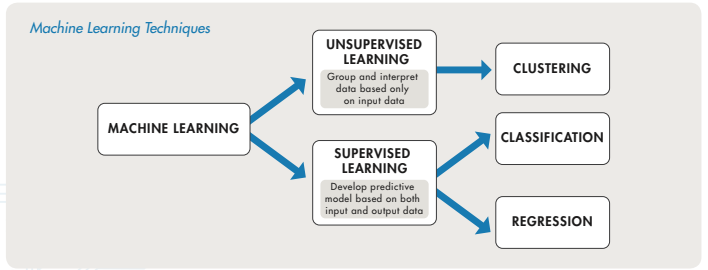 Machine Learning Techniques
MACHINE LEARNING
UNSUPERVISED
LEARNING
Group and interpret
data based only
on input data
CLUSTERING
SUPERVISED
LEARNING
Develop predictive
model based on both
input and output data
CLASSIFICATION
REGRESSION